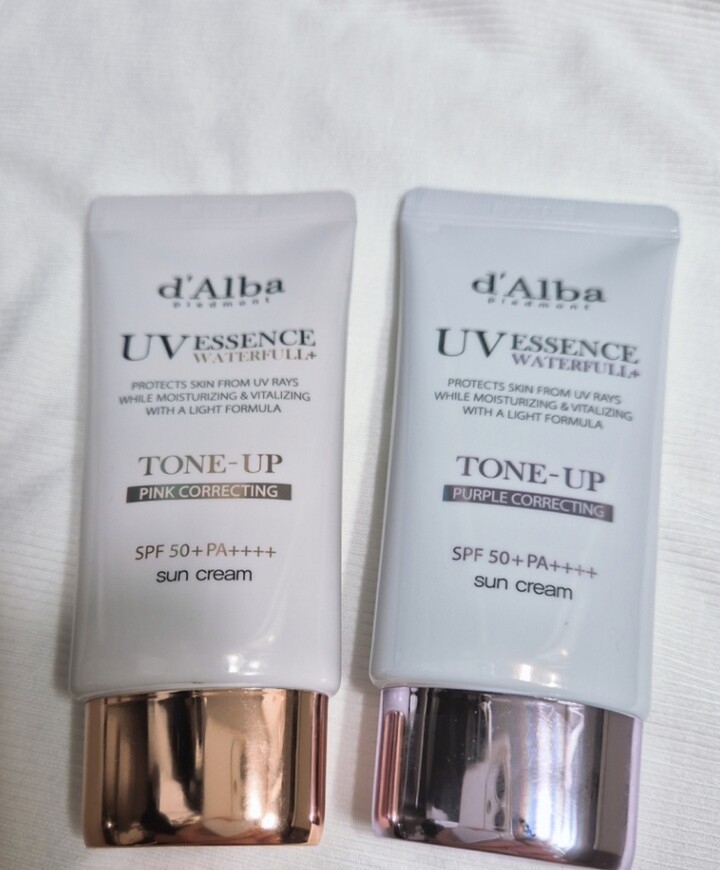 d'Alba
Piedmont
UV ESSENCE
WATERFULL+
PROTECTS SKIN FROM UV RAYS
WHILE MOISTURIZING & VITALIZING
WITH A LIGHT FORMULA
TONE-UP
PINK CORRECTING
SPF 50+ PA++++
sun cream
d'Alba
Piedmont
UV ESSENCE
WATERFULL+
PROTECTS SKIN FROM UV RAYS
WHILE MOISTURIZING & VITALIZING
WITH A LIGHT FORMULA
TONE-UP
PURPLE CORRECTING
SPF 50+ PA++++
sun cream